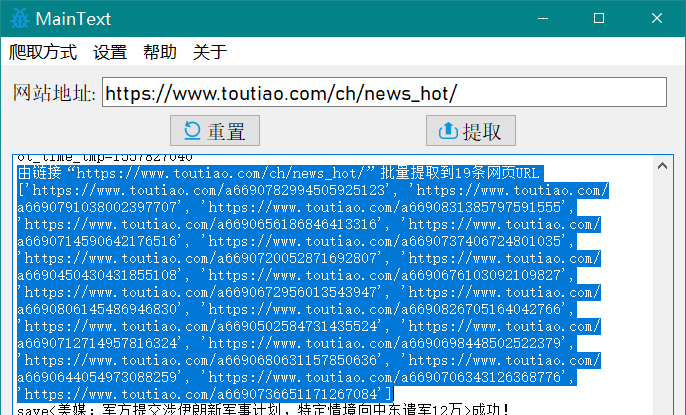 MainText
爬取方式 设置 帮助 关于
网站地址: https://www.toutiao.com/ch/news_hot/
重置 提取
ot_time_tmp=1557827040
由链接“https://www.toutiao.com/ch/news_hot/”批量提取到19条网页URL
['https://www.toutiao.com/a6690782994505925123', 'https://www.toutiao.com/
a6690791038002397707', 'https://www.toutiao.com/a6690831385797591555',
'https://www.toutiao.com/a6690656186846413316', 'https://www.toutiao.com/
a6690714590642176516', 'https://www.toutiao.com/a6690737406724801035',
'https://www.toutiao.com/a6690720052871692807', 'https://www.toutiao.com/
a6690450430431855108', 'https://www.toutiao.com/a6690676103092109827',
'https://www.toutiao.com/a6690672956013543947', 'https://www.toutiao.com/
a6690806145486946830', 'https://www.toutiao.com/a6690826705164042766',
'https://www.toutiao.com/a6690502584731435524', 'https://www.toutiao.com/
a6690712714957816324', 'https://www.toutiao.com/a6690698448502522379',
'https://www.toutiao.com/a6690680631157850636', 'https://www.toutiao.com/
a6690644054973088259', 'https://www.toutiao.com/a6690706343126368776',
'https://www.toutiao.com/a6690736651171267084']
save<美媒：军方提交涉伊朗新军事计划，特定情境向中东遣军12万>成功！